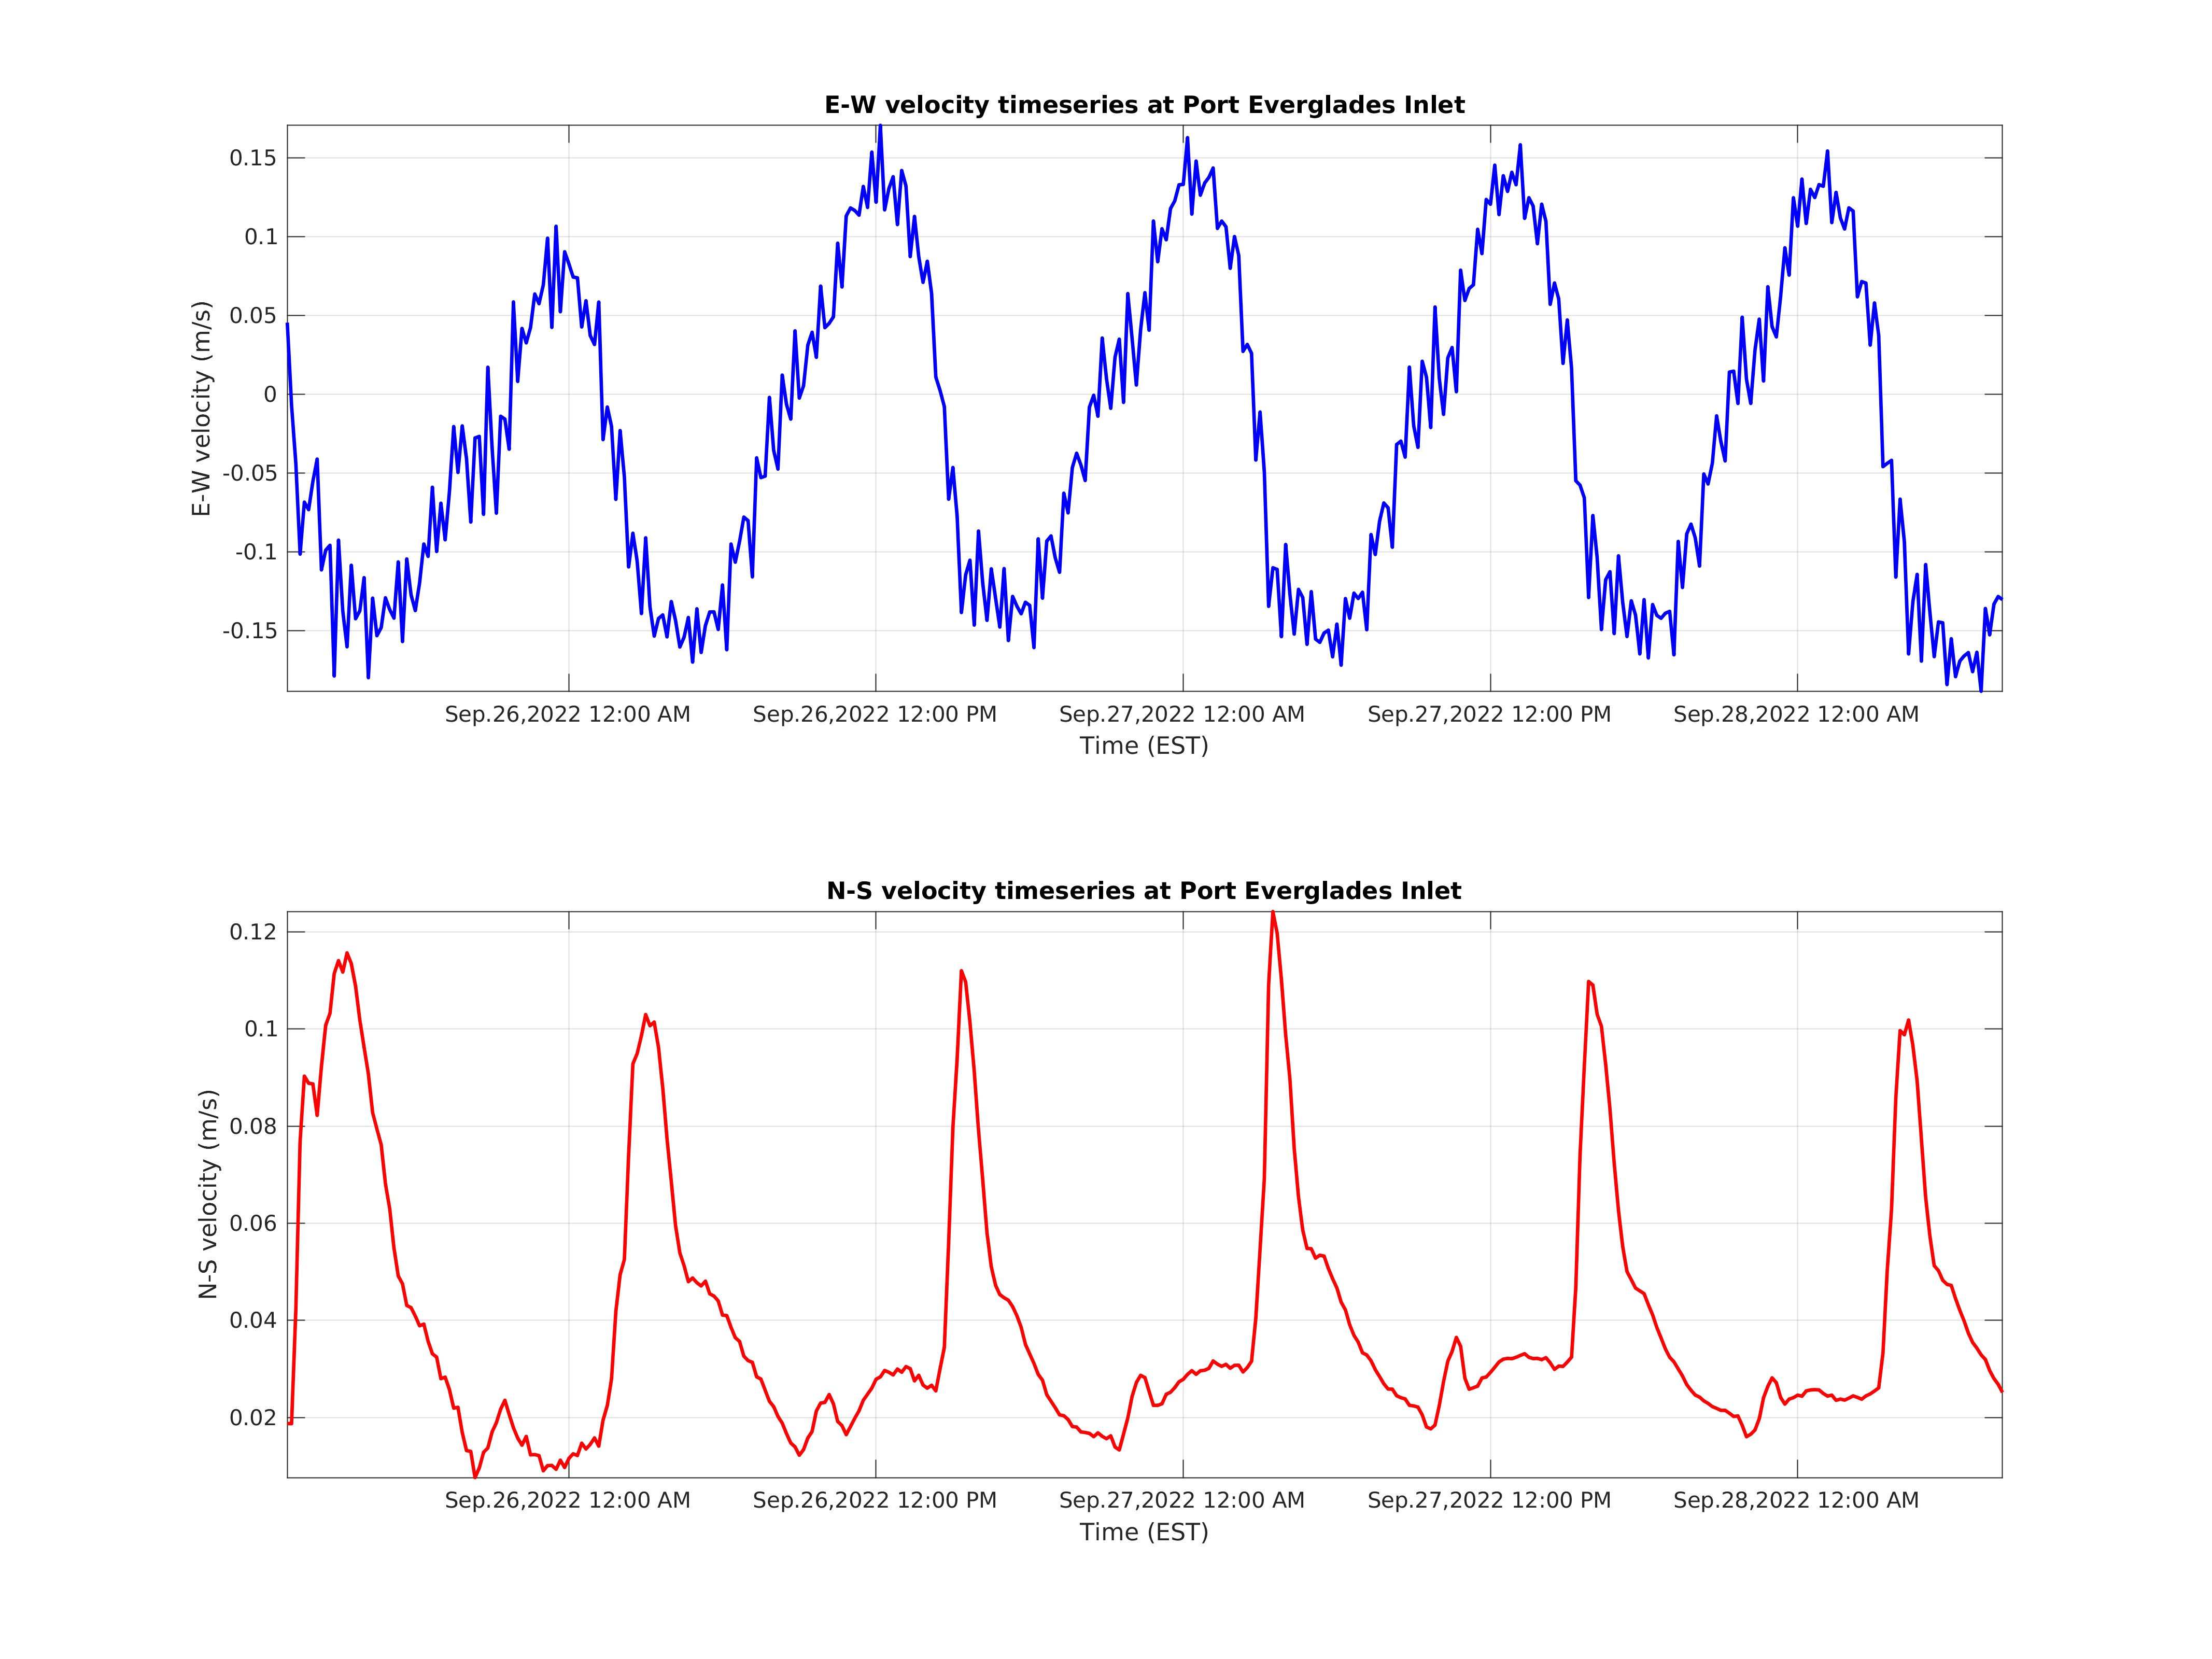 E-W velocity timeseries at Port Everglades Inlet
0.15
0.1
0.05
0
-0.05
-0.1
-0.15
E-W velocity (m/s)
Sep.26,2022 12:00 AM Sep.26,2022 12:00 PM Sep.27,2022 12:00 AM Sep.27,2022 12:00 PM Sep.28,2022 12:00 AM
Time (EST)
N-S velocity timeseries at Port Everglades Inlet
0.12
0.1
0.08
0.06
0.04
0.02
N-S velocity (m/s)
Sep.26,2022 12:00 AM Sep.26,2022 12:00 PM Sep.27,2022 12:00 AM Sep.27,2022 12:00 PM Sep.28,2022 12:00 AM
Time (EST)